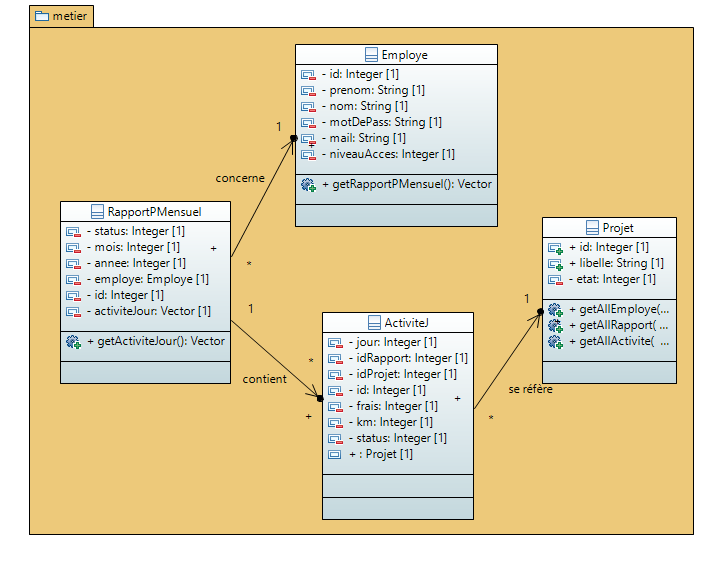 metier
Employe
- id: Integer [1]
- prenom: String [1]
- nom: String [1]
- motDePass: String [1]
- mail: String [1]
+
- niveauAcces: Integer [1]
+ getRapportPMensuel(): Vector
1
concerne
*
RapportPMensuel
- status: Integer [1]
- mois: Integer [1]
+
- annee: Integer [1]
- employe: Employe [1]
- id: Integer [1]
- activiteJour: Vector [1]
+ getActiviteJour(): Vector
1
contient
*
+
ActiviteJ
- jour: Integer [1]
- idRapport: Integer [1]
- idProjet: Integer [1]
- id: Integer [1]
+
- frais: Integer [1]
- km: Integer [1]
- status: Integer [1]
+ : Projet [1]
1
se réfère
*
Projet
+ id: Integer [1]
+ libelle: String [1]
- etat: Integer [1]
+ getAllEmploye(...
+ getAllRapport( ...
+ getAllActivite( ...